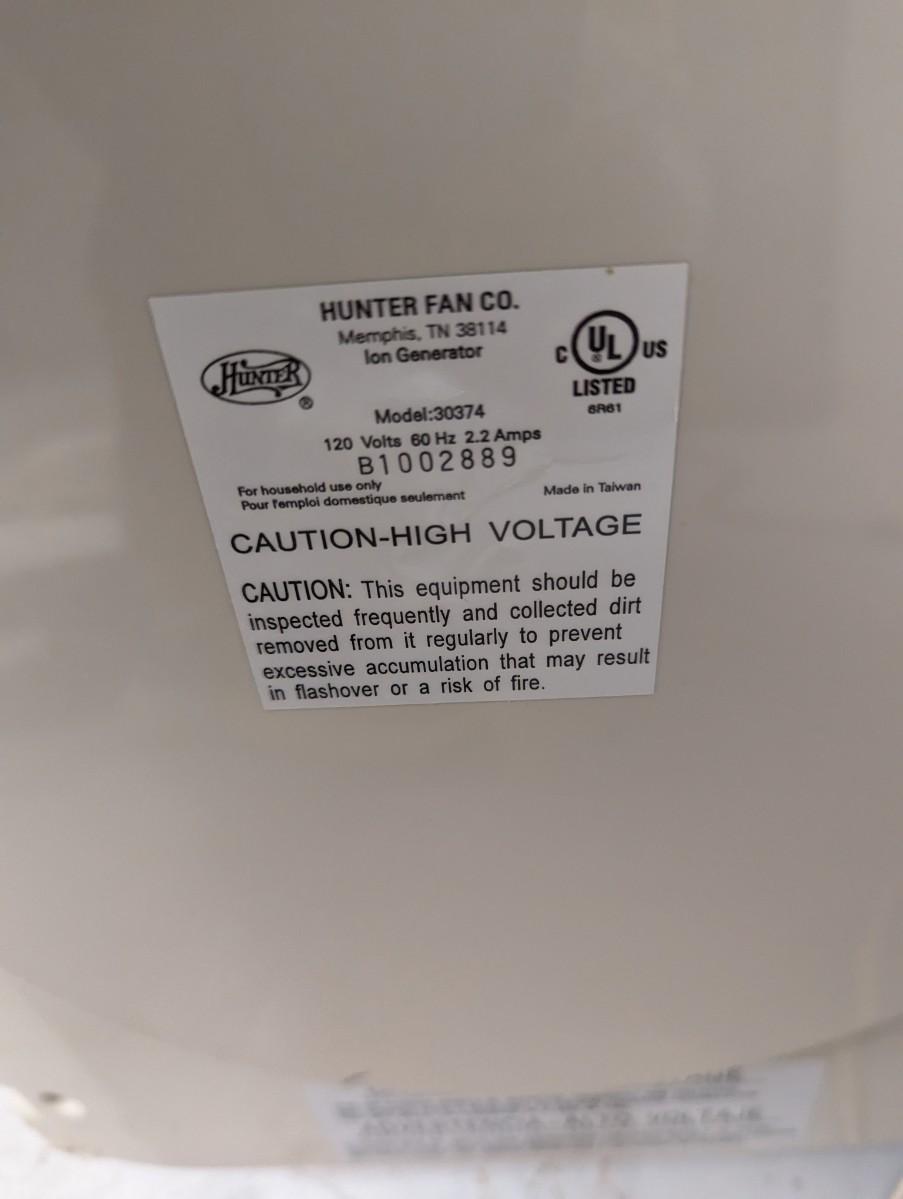 HUNTER FAN CO.
Memphis, TN 38114
Ion Generator
HUNTER
®
C UL ® US
LISTED
6R61
Model:30374
120 Volts 60 Hz 2.2 Amps
B1002889
For household use only
Pour l'emploi domestique seulement
Made in Taiwan
CAUTION-HIGH VOLTAGE
CAUTION: This equipment should be
inspected frequently and collected dirt
removed from it regularly to prevent
excessive accumulation that may result
in flashover or a risk of fire.
ALTO VOLTAJE